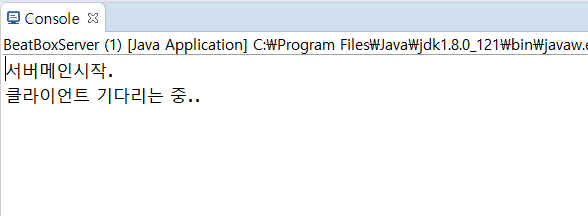 Console
BeatBoxServer (1) [Java Application] C:₩Program Files₩Java₩jdk1.8.0_121₩bin₩javaw.e
서버메인시작.
클라이언트 기다리는 중..